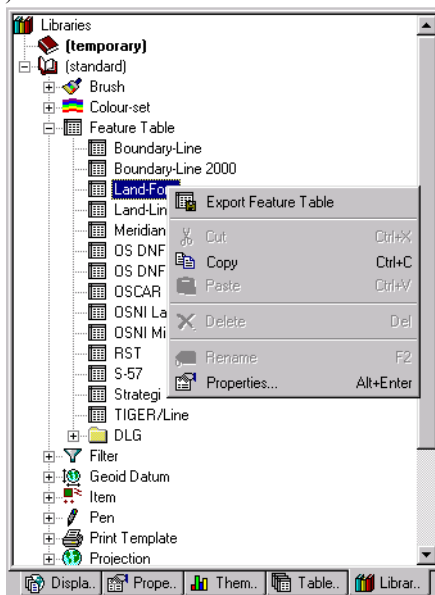 )
Libraries
(temporary)
(standard)
Brush
Colour-set
Feature Table
Boundary-Line
Boundary-Line 2000
Land-Fo
Land-Lin
Meridian
OS DNF
OS DNF
OSCAR
OSNI La
OSNI Mi
RST
S-57
Strategi
TIGER/Line
DLG
Filter
Geoid Datum
Item
Pen
Print Template
Projection
Export Feature Table
Cut Ctrl+X
Copy Ctrl+C
Paste Ctrl+V
Delete Del
Rename F2
Properties... Alt+Enter
Displa.. Prope.. Them.. Table.. Librar..